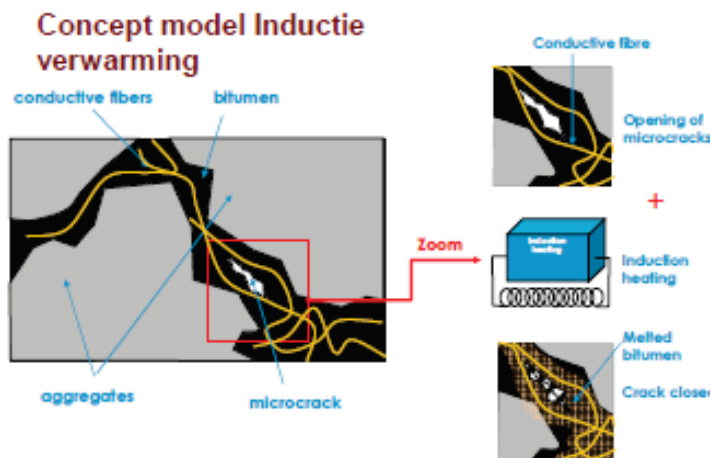 Concept model Inductie
verwarming
conductive fibers
bitumen
Conductive fibre
Opening of
microcracks
+
Zoom
Induction
heating
Induction
heating
aggregates
microcrack
Melted
bitumen
Crack closed